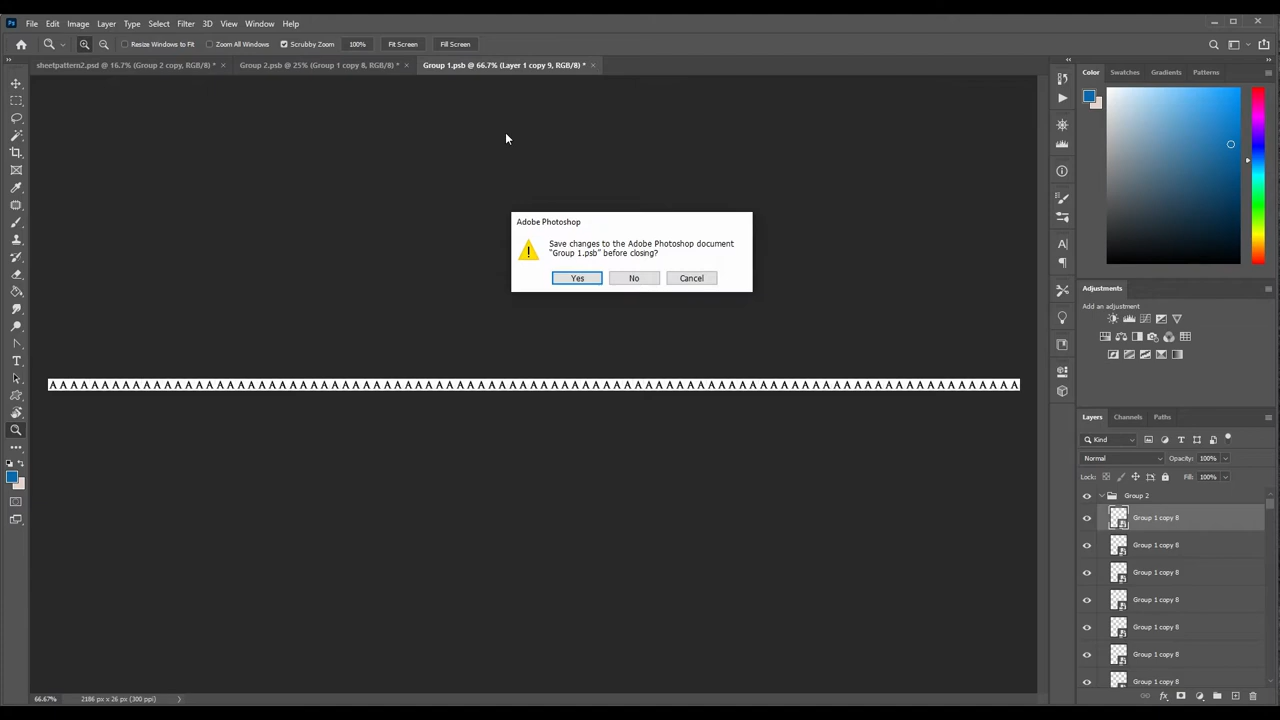 Ps File Edit Image Layer Type Select Filter 3D View Window Help
Resize Windows to Fit Zoom All Windows Scrubby Zoom 100% Fit Screen Fill Screen
sheetpattern2.psd @ 16.7% (Group 2 copy, RGB/8) * × Group 2.psb @ 25% (Group 1 copy 8, RGB/8) * × Group 1.psb @ 66.7% (Layer 1 copy 9, RGB/8) * ×
Color Swatches Gradients Patterns
Adobe Photoshop
Save changes to the Adobe Photoshop document
"Group 1.psb" before closing?
Yes No Cancel
Adjustments
Add an adjustment
A A A A A A A A A A A A A A A A A A A A A A A A A A A A A A A A A A A A A A A A A A A A A A A A A A A A A A A A A A A A A A A A A A A A A A A A A A A A A A A A A A A A A A A A A A A A A
Layers Channels Paths
Kind
Normal Opacity: 100%
Lock: Fill: 100%
Group 2
Group 1 copy 8
Group 1 copy 8
Group 1 copy 8
Group 1 copy 8
Group 1 copy 8
Group 1 copy 8
Group 1 copy 8
66.67% 2186 px x 26 px (300 ppi)